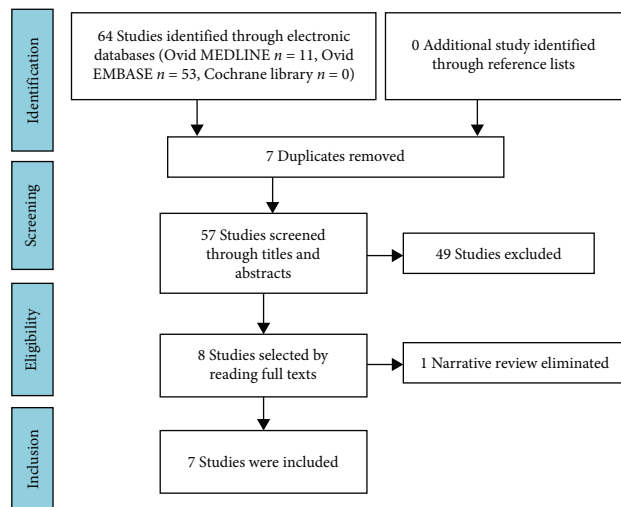 Identification
64 Studies identified through electronic
databases (Ovid MEDLINE n = 11, Ovid
EMBASE n = 53, Cochrane library n = 0)
0 Additional study identified
through reference lists
7 Duplicates removed
Screening
57 Studies screened
through titles and
abstracts
49 Studies excluded
Eligibility
8 Studies selected by
reading full texts
1 Narrative review eliminated
Inclusion
7 Studies were included